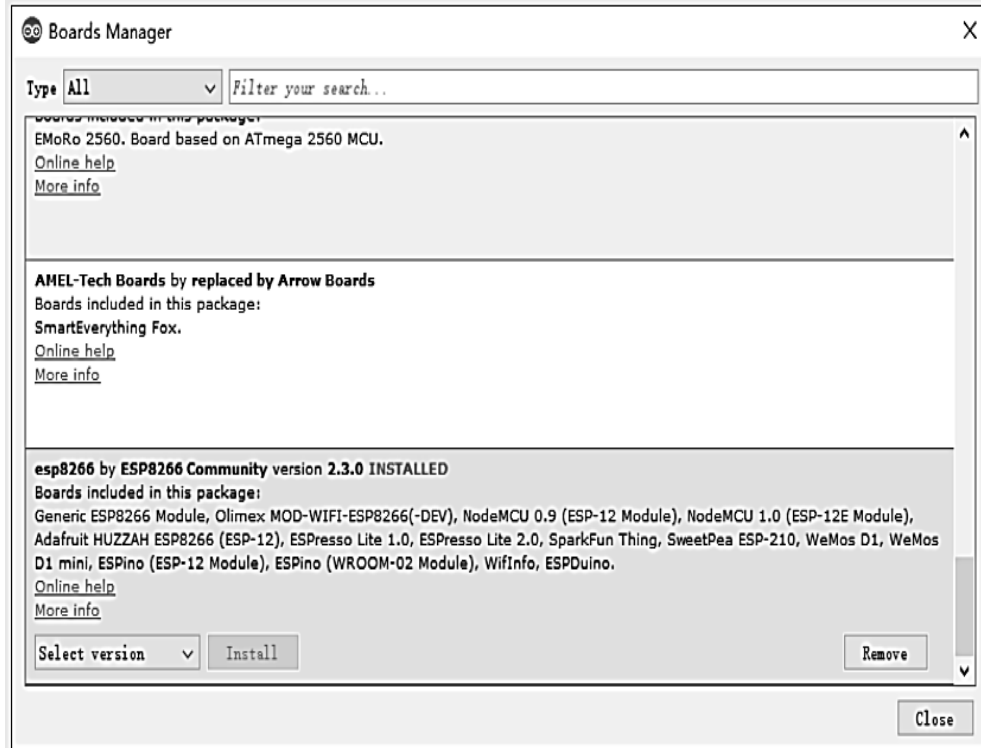 Boards Manager
X
Type All Filter your search...
Boards included in this package:
EMoRo 2560. Board based on ATmega 2560 MCU.
Online help
More info
AMEL-Tech Boards by replaced by Arrow Boards
Boards included in this package:
SmartEverything Fox.
Online help
More info
esp8266 by ESP8266 Community version 2.3.0 INSTALLED
Boards included in this package:
Generic ESP8266 Module, Olimex MOD-WIFI-ESP8266(-DEV), NodeMCU 0.9 (ESP-12 Module), NodeMCU 1.0 (ESP-12E Module),
Adafruit HUZZAH ESP8266 (ESP-12), ESPresso Lite 1.0, ESPresso Lite 2.0, SparkFun Thing, SweetPea ESP-210, WeMos D1, WeMos
D1 mini, ESPino (ESP-12 Module), ESPino (WROOM-02 Module), WifInfo, ESPDuino.
Online help
More info
Select version Install Remove
Close